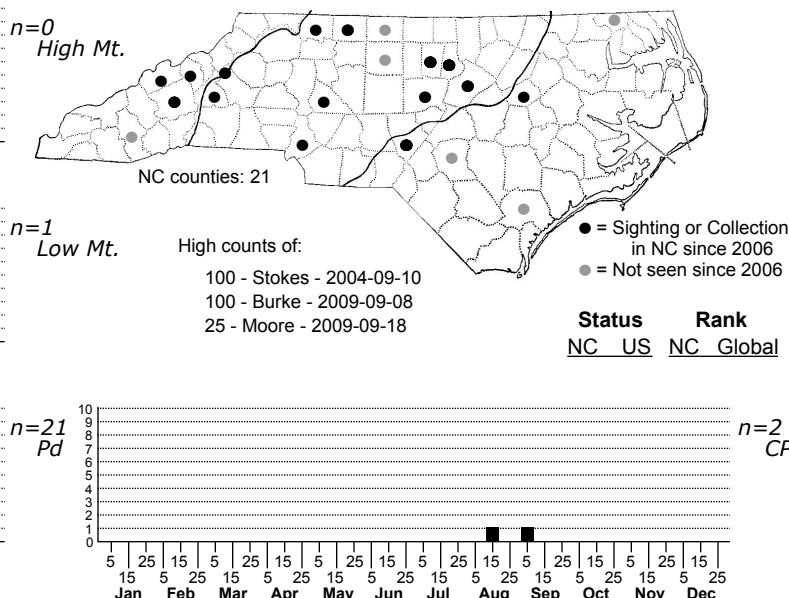 n=0
High Mt.
NC counties: 21
n=1
Low Mt.
High counts of:
100 - Stokes - 2004-09-10
100 - Burke - 2009-09-08
25 - Moore - 2009-09-18
= Sighting or Collection
in NC since 2006
= Not seen since 2006
Status Rank
NC US NC Global
n=21
Pd
10
9
8
7
6
5
4
3
2
1
0
n=2
CP
5 25 15 5 25 15 5 25 15 5 25 15 5 25 15 5 25 15
15 5 25 15 5 25 15 5 25 15 5 25 15 5 25 15 5 25
Jan Feb Mar Apr May Jun Jul Aug Sep Oct Nov Dec